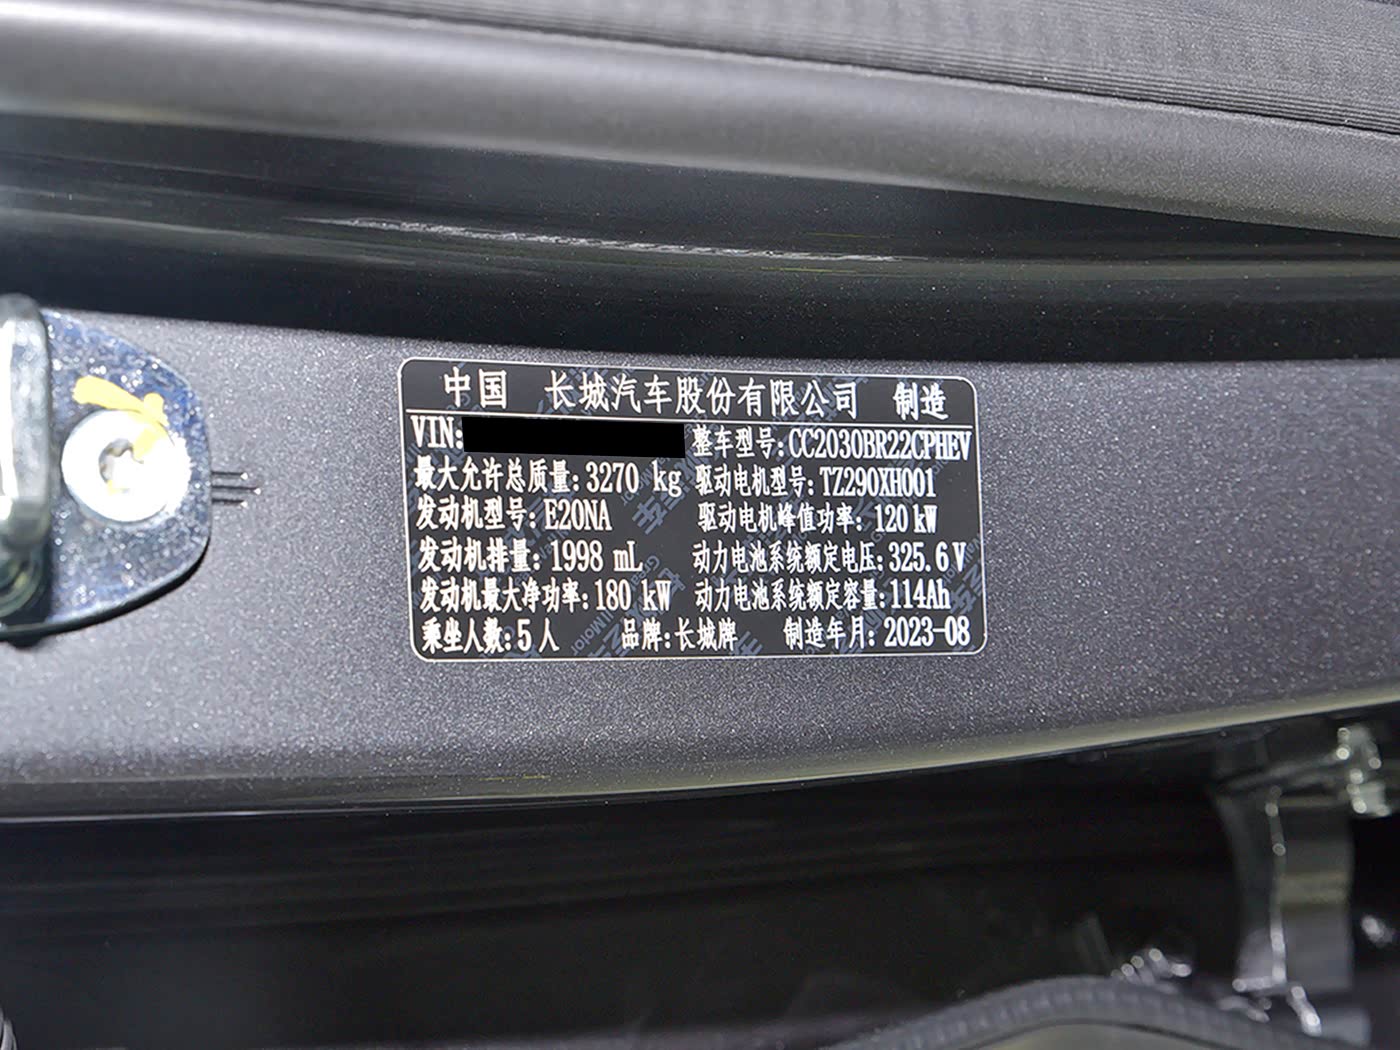 中国 长城汽车股份有限公司 制造
VIN: 整车型号:CC2030BR22CPHEV
最大允许总质量:3270 kg 驱动电机型号:TZ290XH001
发动机型号:E20NA 驱动电机峰值功率:120 kW
发动机排量:1998 mL 动力电池系统额定电压:325.6V
发动机最大净功率:180 kW 动力电池系统额定容量:114Ah
乘坐人数:5人 品牌:长城牌 制造年月:2023-08